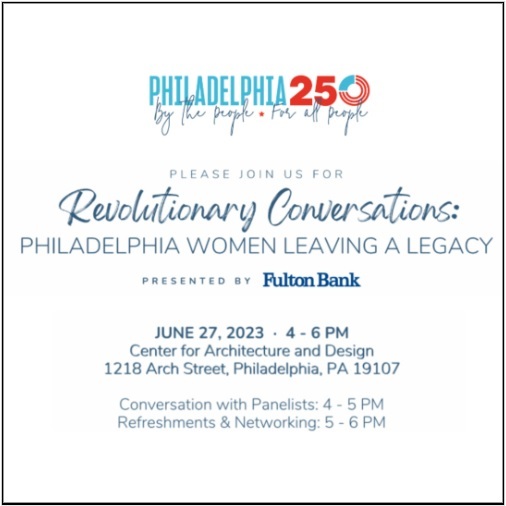 PHILADELPHIA250
By The people ★ For all people
PLEASE JOIN US FOR
Revolutionary Conversations:
PHILADELPHIA WOMEN LEAVING A LEGACY
PRESENTED BY Fulton Bank
JUNE 27, 2023 · 4 - 6 PM
Center for Architecture and Design
1218 Arch Street, Philadelphia, PA 19107
Conversation with Panelists: 4 - 5 PM
Refreshments & Networking: 5 - 6 PM